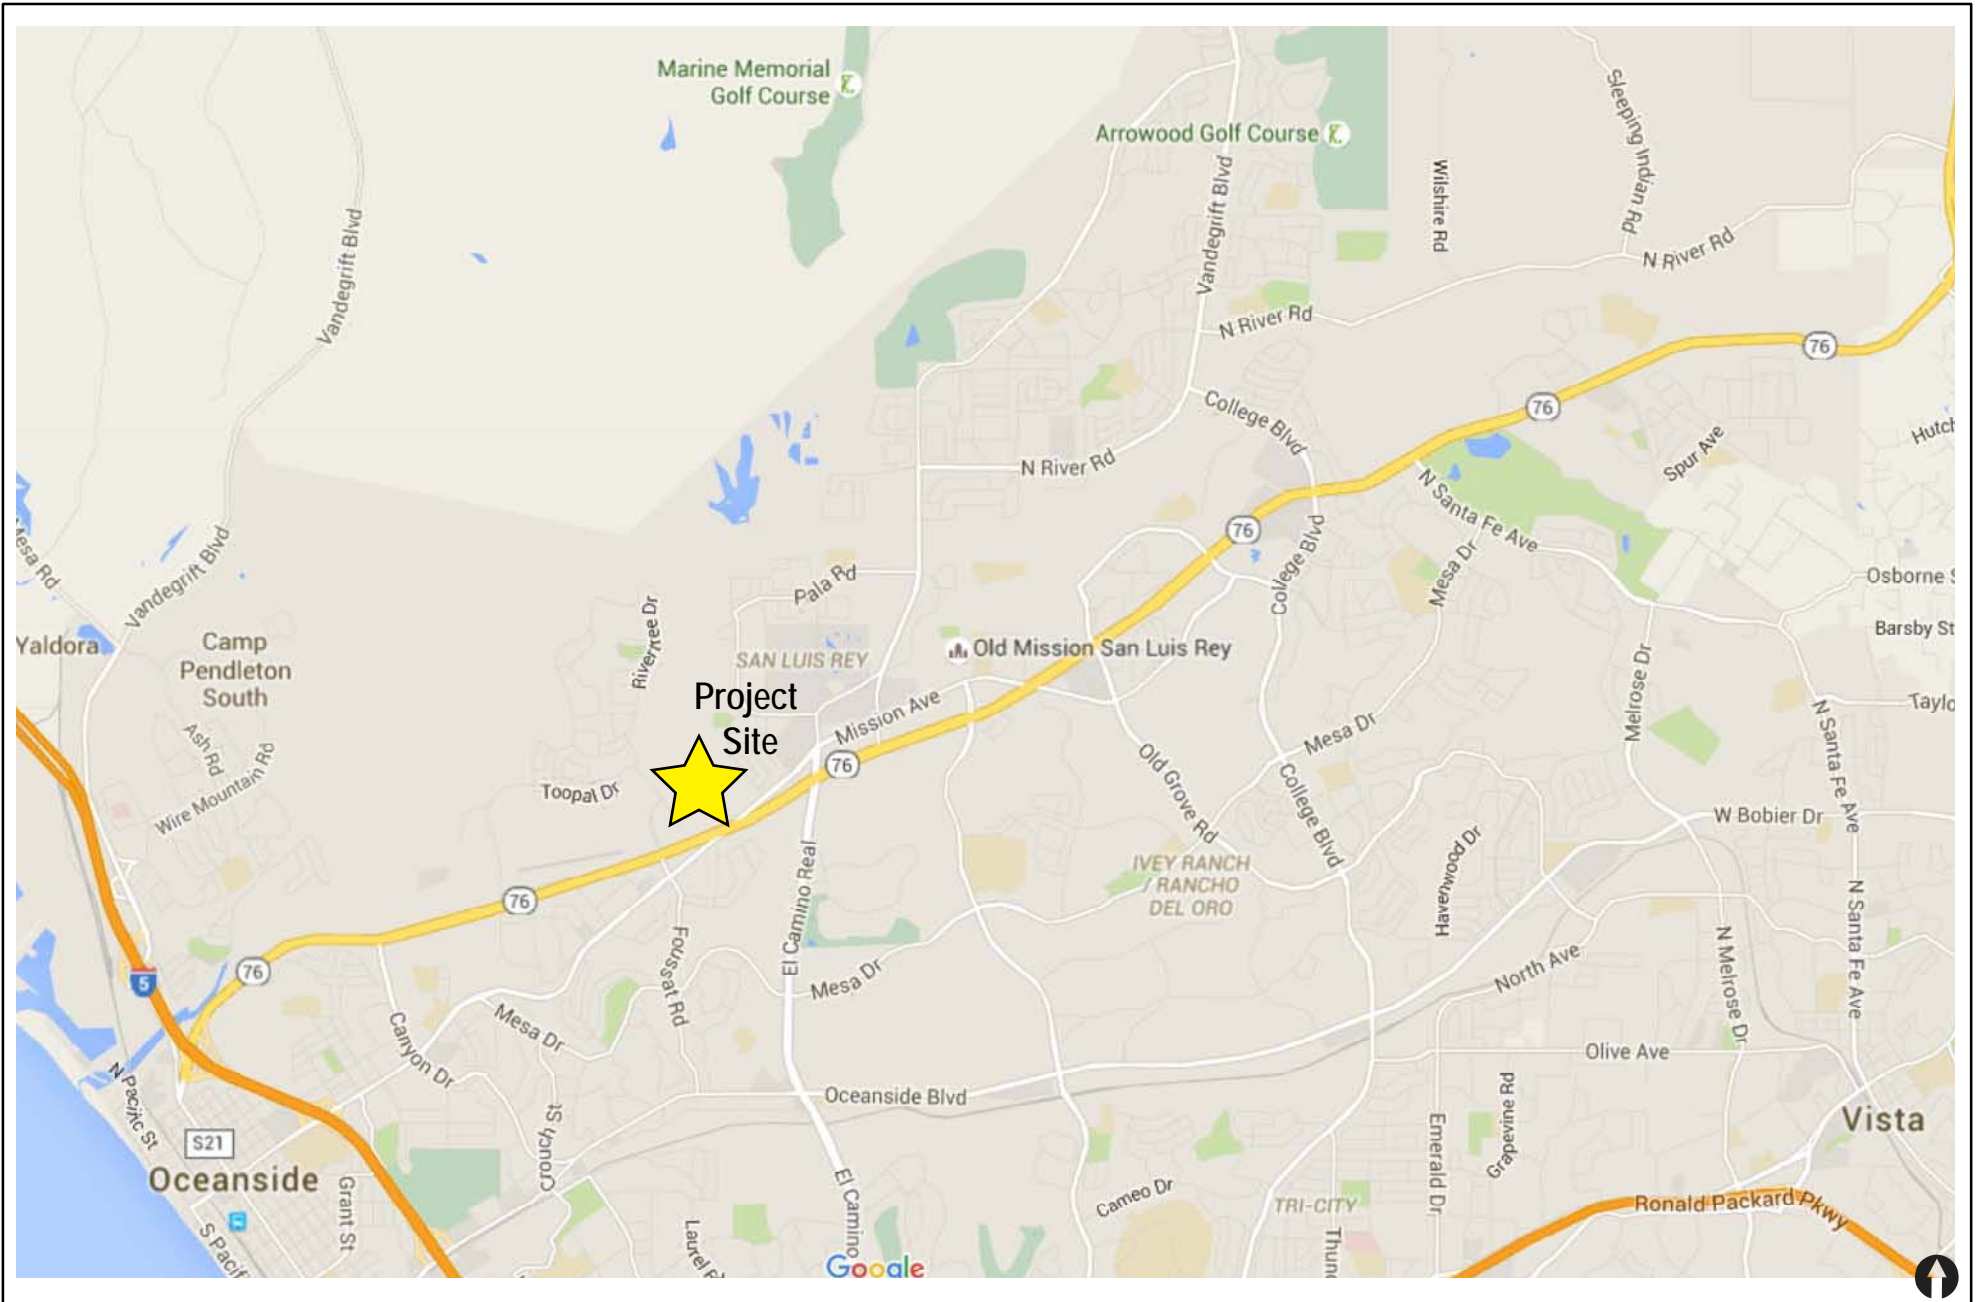 Marine Memorial
Golf Course
Arrowood Golf Course
Sleeping Indian Rd
Wilshire Rd
Vandegrift Blvd
Vandegrift Blvd
N River Rd
N River Rd
76
76
College Blvd
Hutch
Spur Ave
N River Rd
N Santa Fe Ave
76
Mesa Rd
Vandegrift Blvd
College Blvd
Mesa Dr
Pala Rd
Osborne S
Rivertree Dr
Barsby St
Yaldora
Camp
Pendleton
South
SAN LUIS REY
Old Mission San Luis Rey
Melrose Dr
Project
Site
Mission Ave
Taylo
N Santa Fe Ave
Ash Rd
Wire Mountain Rd
Toopal Dr
76
Old Grove Rd
Mesa Dr
College Blvd
W Bobier Dr
El Camino Real
IVEY RANCH
/ RANCHO
DEL ORO
Havenwood Dr
76
Foussat Rd
N Santa Fe Ave
76
5
Mesa Dr
North Ave
N Melrose Dr
Canyon Dr
Mesa Dr
Olive Ave
N Pacific St
Oceanside Blvd
Grapevine Rd
Emerald Dr
Vista
S21
Oceanside
Crouch St
Grant St
El Camino
Cameo Dr
TRI-CITY
Ronald Packard Pkwy
S Pacif
Laurel R
Thund
Google